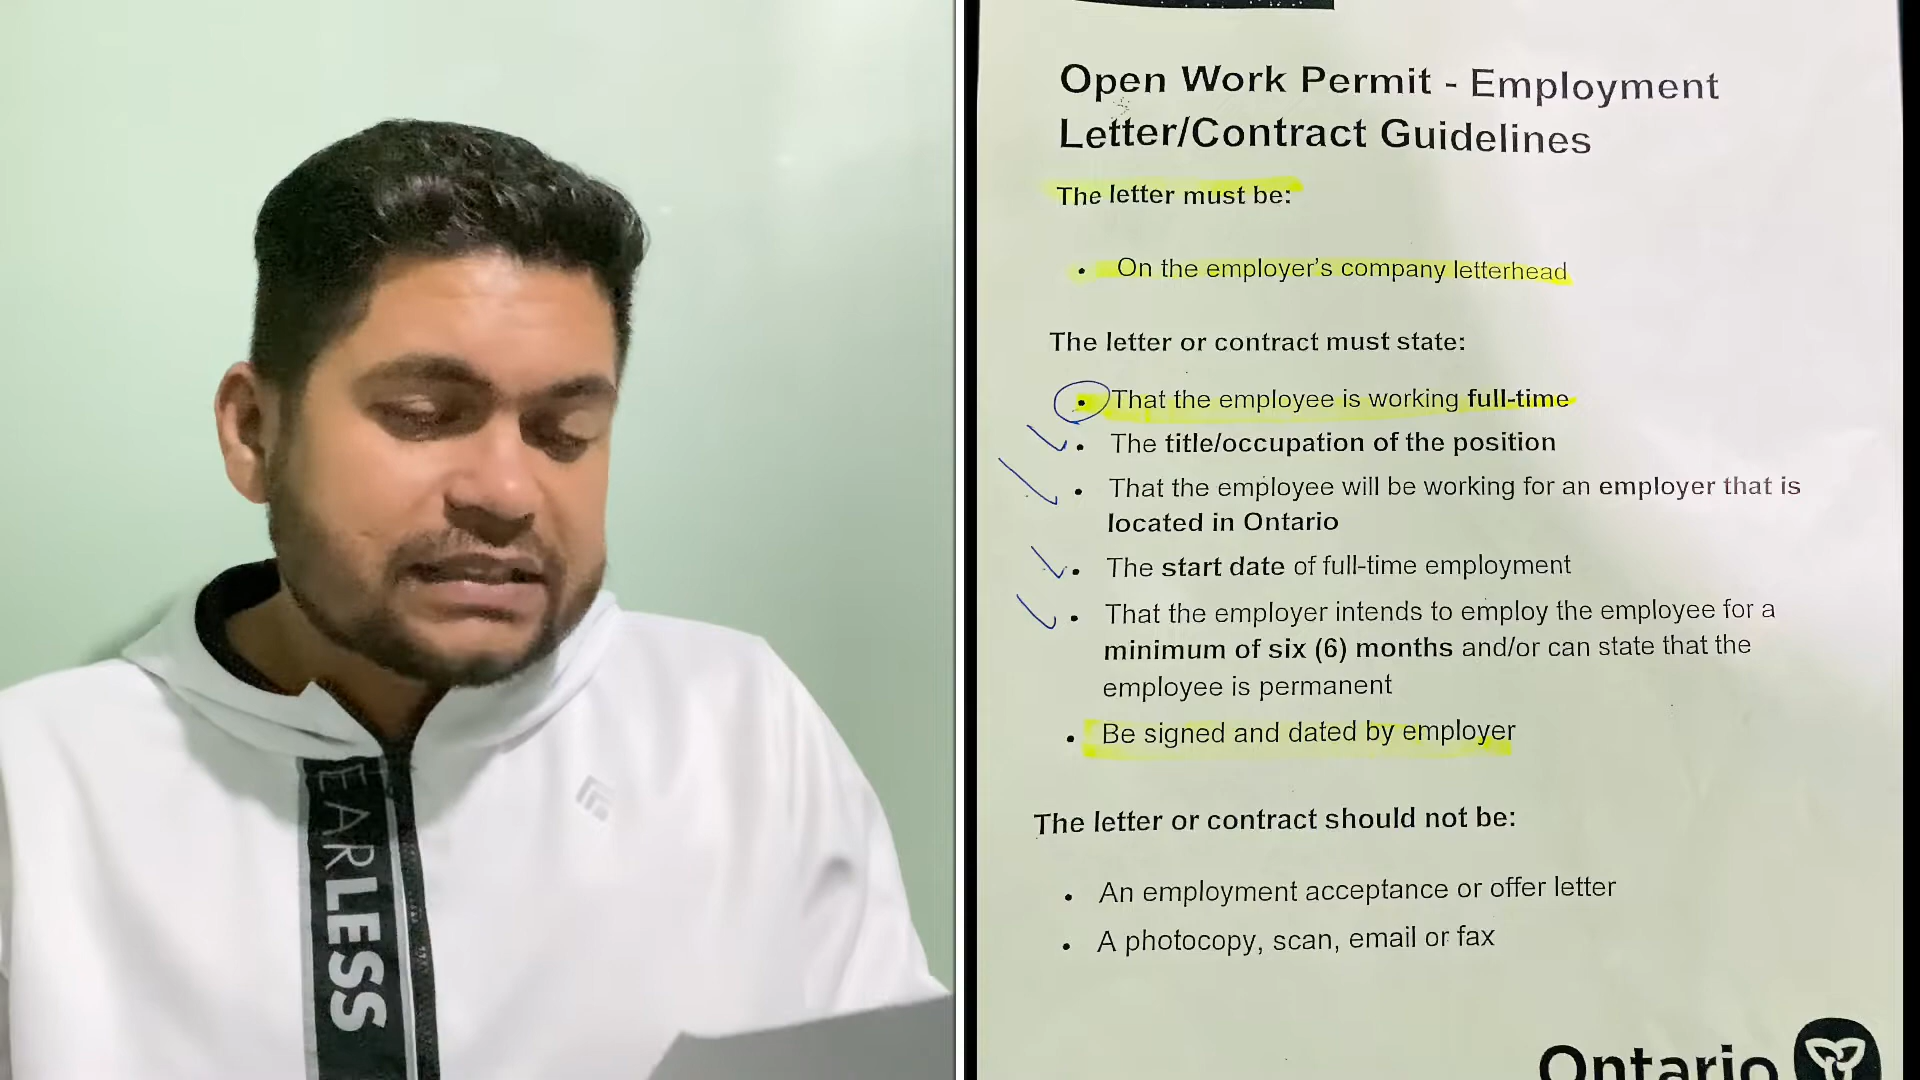 EARLESS
Open Work Permit - Employment
Letter/Contract Guidelines
The letter must be:
• On the employer's company letterhead
The letter or contract must state:
• That the employee is working full-time
• The title/occupation of the position
• That the employee will be working for an employer that is
located in Ontario
• The start date of full-time employment
• That the employer intends to employ the employee for a
minimum of six (6) months and/or can state that the
employee is permanent
• Be signed and dated by employer
The letter or contract should not be:
• An employment acceptance or offer letter
• A photocopy, scan, email or fax
Ontario